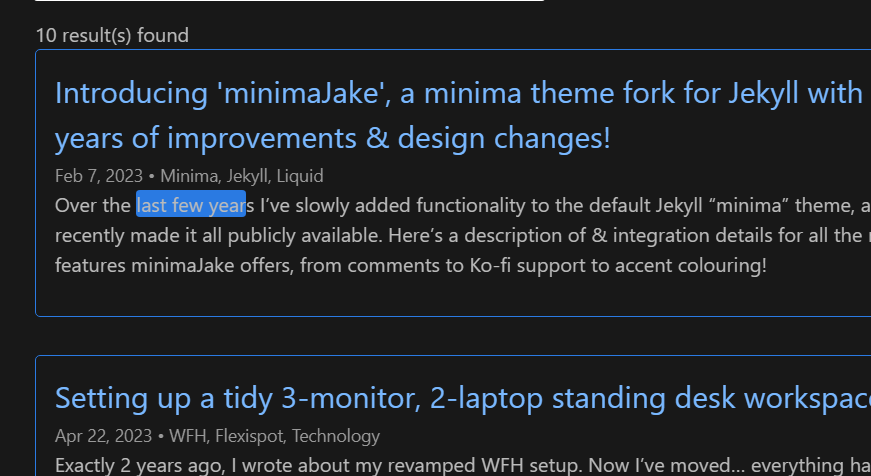 10 result(s) found
Introducing 'minimaJake', a minima theme fork for Jekyll with
years of improvements & design changes!
Feb 7, 2023 • Minima, Jekyll, Liquid
Over the last few years I’ve slowly added functionality to the default Jekyll “minima” theme, a
recently made it all publicly available. Here’s a description of & integration details for all the
features minimaJake offers, from comments to Ko-fi support to accent colouring!
Setting up a tidy 3-monitor, 2-laptop standing desk workspac
Apr 22, 2023 • WFH, Flexispot, Technology
Exactly 2 years ago, I wrote about my revamped WFH setup. Now I’ve moved… everything ha